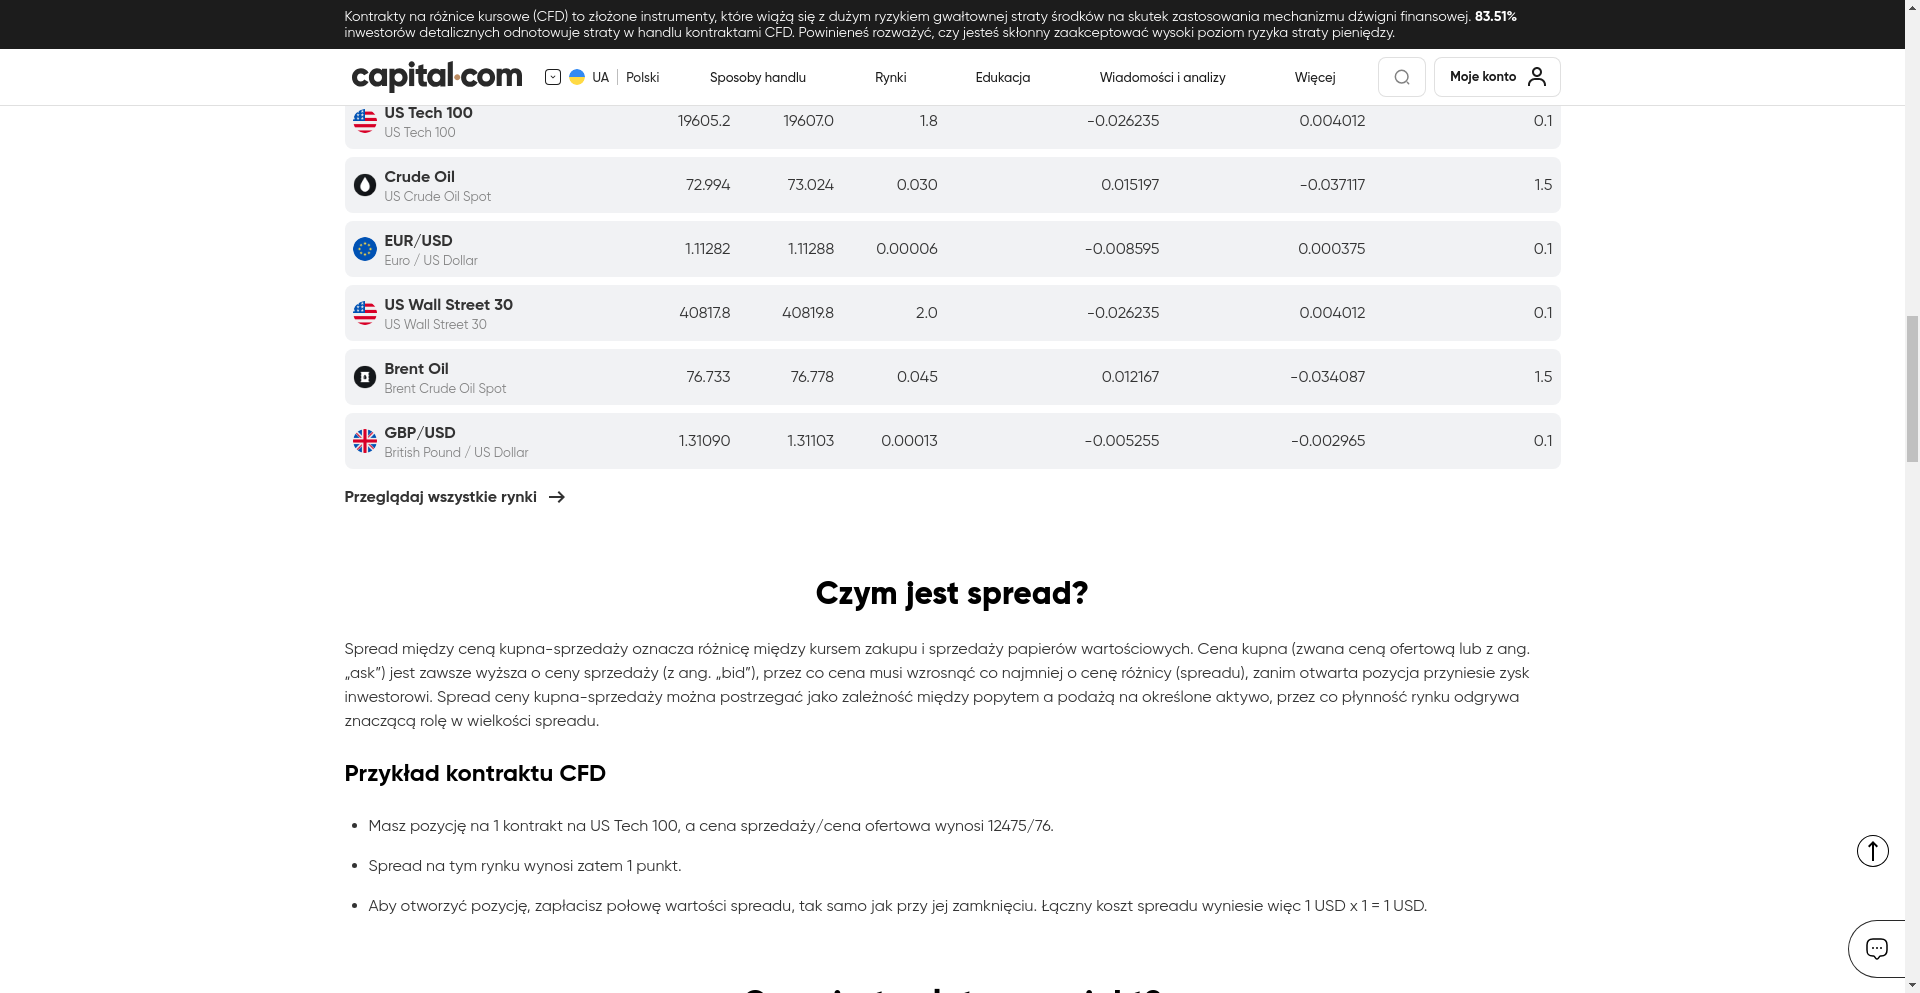 Kontrakty na różnice kursowe (CFD) to złożone instrumenty, które wiążą się z dużym ryzykiem gwałtownej straty środków na skutek zastosowania mechanizmu dźwigni finansowej. 83.51%
inwestorów detalicznych odnotowuje straty w handlu kontraktami CFD. Powinieneś rozważyć, czy jesteś skłonny zaakceptować wysoki poziom ryzyka straty pieniędzy.
capital.com UA Polski Sposoby handlu Rynki Edukacja Wiadomości i analizy Więcej Moje konto
US Tech 100 19605.2 19607.0 1.8 -0.026235 0.004012 0.1
US Tech 100
Crude Oil 72.994 73.024 0.030 0.015197 -0.037117 1.5
US Crude Oil Spot
EUR/USD 1.11282 1.11288 0.00006 -0.008595 0.000375 0.1
Euro / US Dollar
US Wall Street 30 40817.8 40819.8 2.0 -0.026235 0.004012 0.1
US Wall Street 30
Brent Oil 76.733 76.778 0.045 0.012167 -0.034087 1.5
Brent Crude Oil Spot
GBP/USD 1.31090 1.31103 0.00013 -0.005255 -0.002965 0.1
British Pound / US Dollar
Przeglądaj wszystkie rynki
Czym jest spread?
Spread między ceną kupna-sprzedaży oznacza różnicę między kursem zakupu i sprzedaży papierów wartościowych. Cena kupna (zwana ceną ofertową lub z ang.
„ask”) jest zawsze wyższa o ceny sprzedaży (z ang. „bid”), przez co cena musi wzrosnąć co najmniej o cenę różnicy (spreadu), zanim otwarta pozycja przyniesie zysk
inwestorowi. Spread ceny kupna-sprzedaży można postrzegać jako zależność między popytem a podażą na określone aktywo, przez co płynność rynku odgrywa
znaczącą rolę w wielkości spreadu.
Przykład kontraktu CFD
• Masz pozycję na 1 kontrakt na US Tech 100, a cena sprzedaży/cena ofertowa wynosi 12475/76.
• Spread na tym rynku wynosi zatem 1 punkt.
• Aby otworzyć pozycję, zapłacisz połowę wartości spreadu, tak samo jak przy jej zamknięciu. Łączny koszt spreadu wyniesie więc 1 USD x 1 = 1 USD.